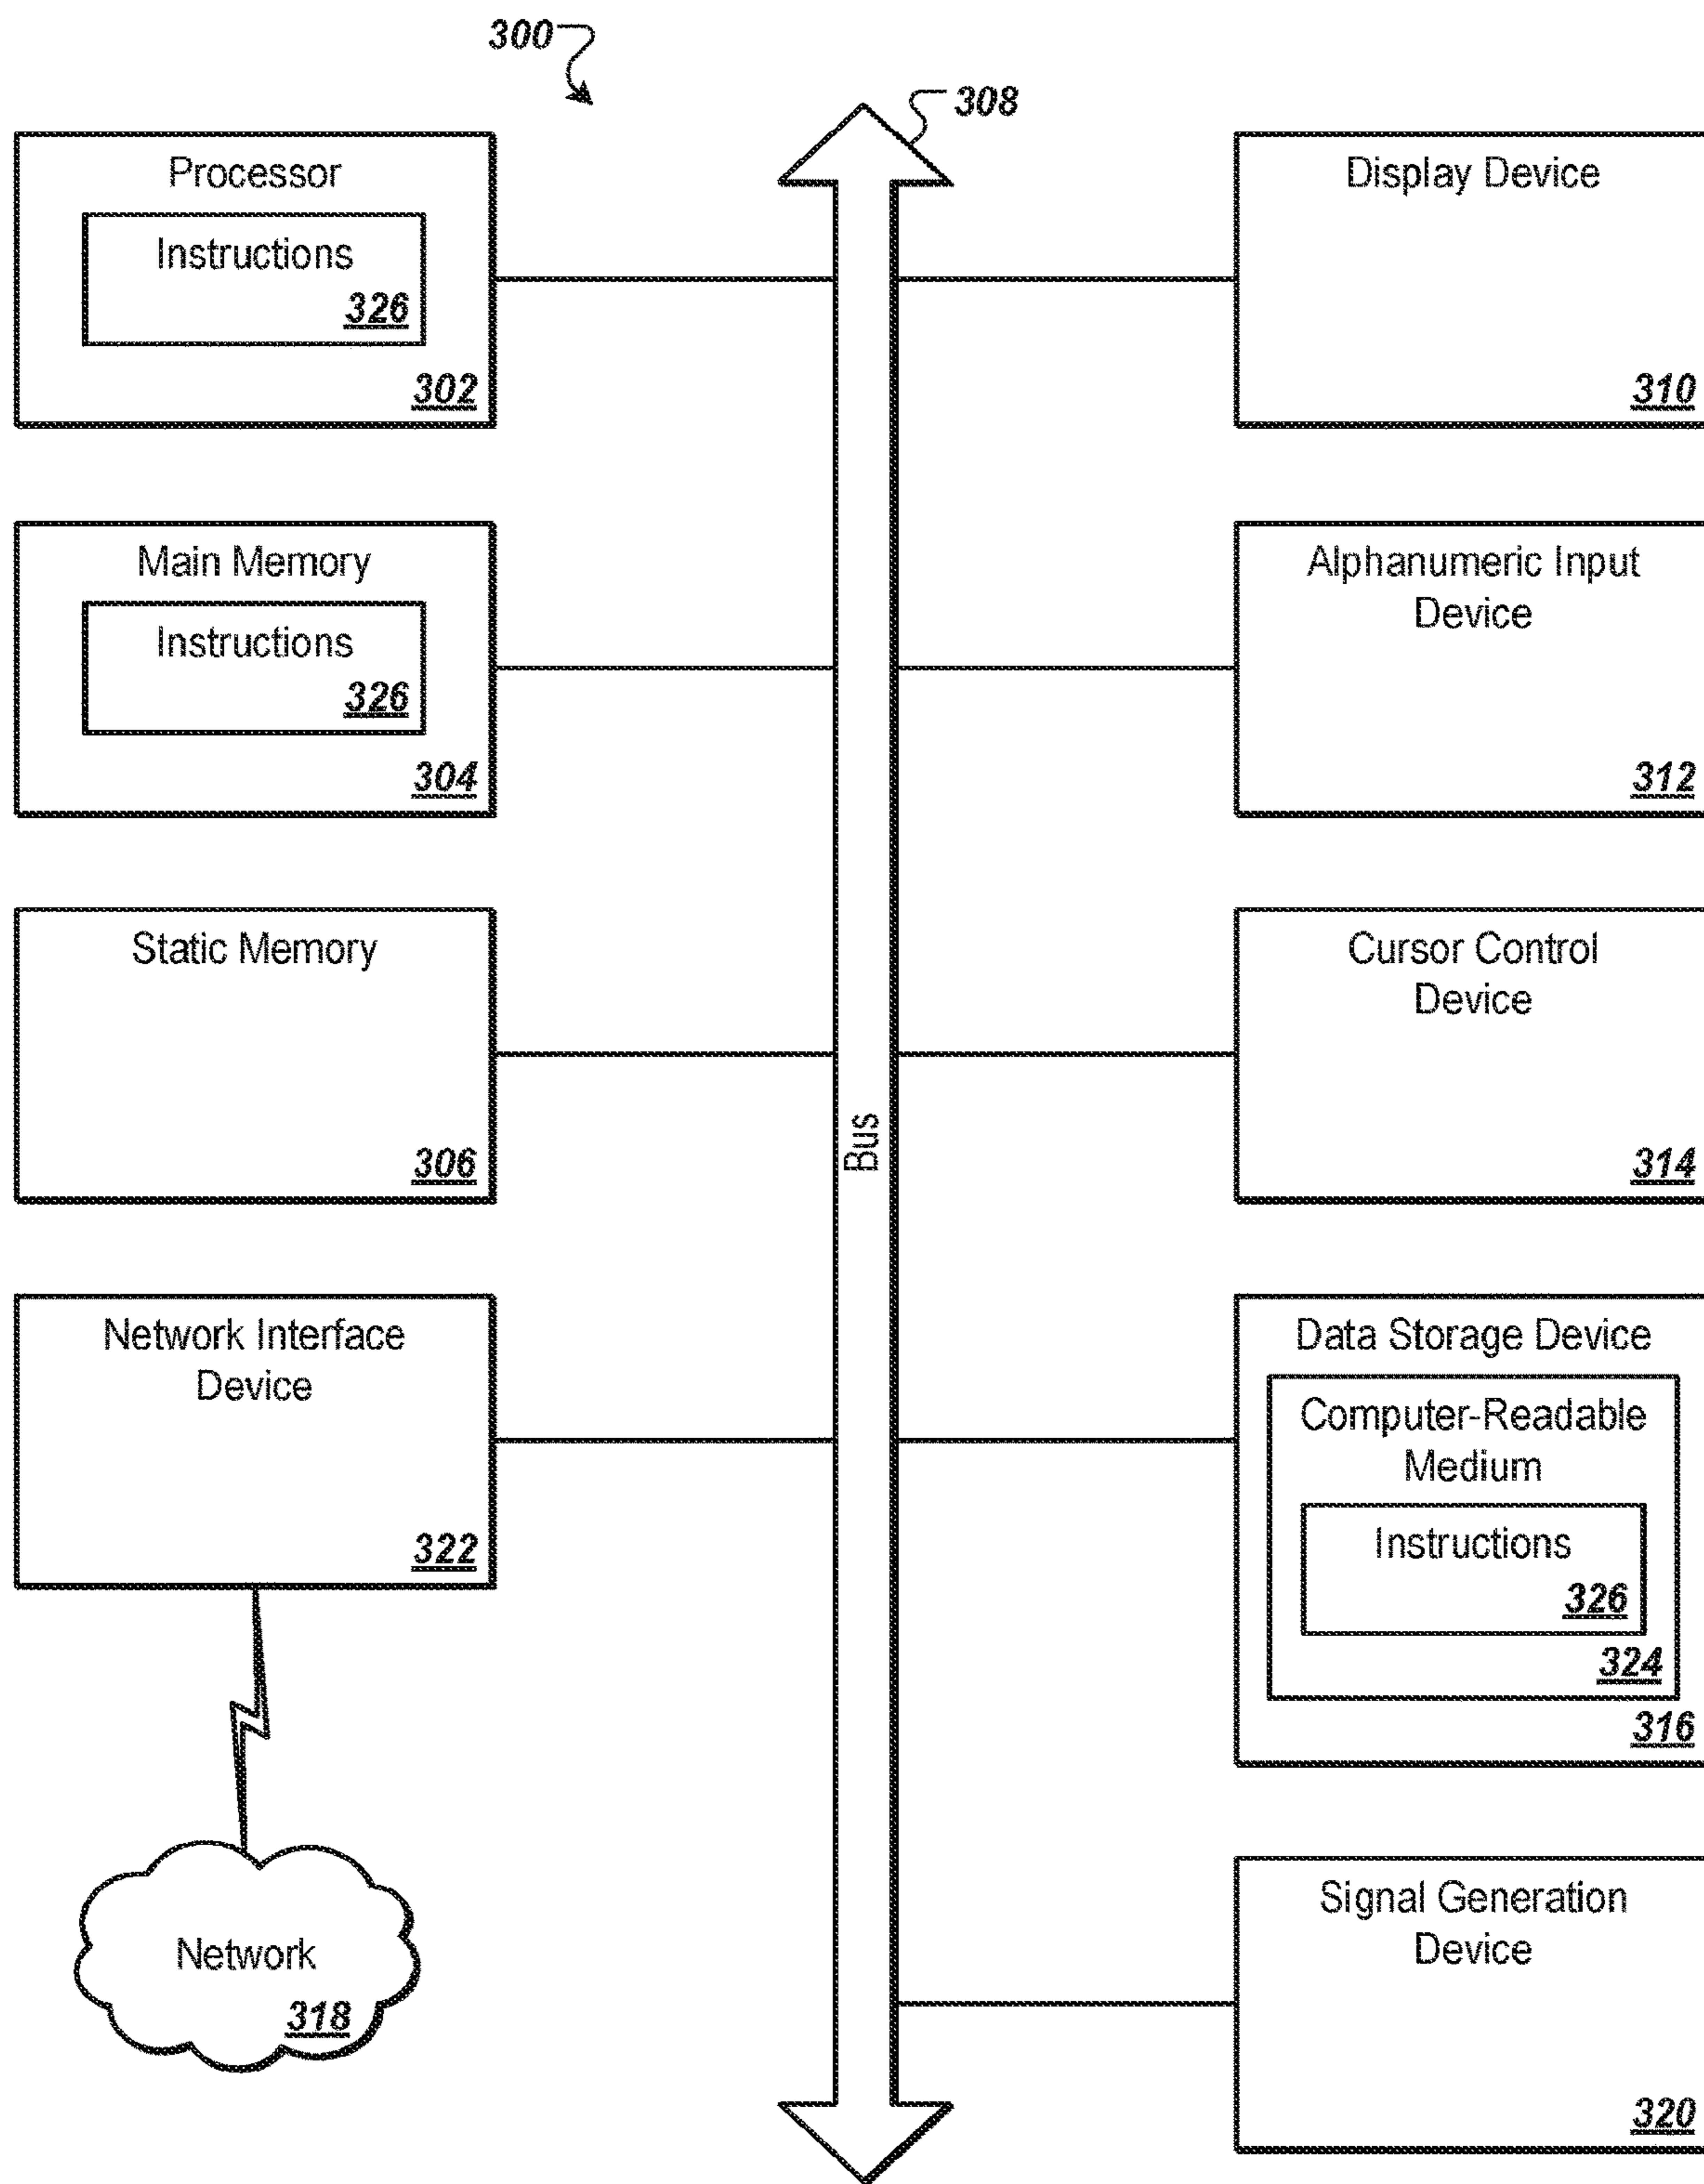 300
308
Processor
Instructions
326
302
Display Device
310
Main Memory
Instructions
326
304
Alphanumeric Input
Device
312
Static Memory
306
Cursor Control
Device
314
Bus
Network Interface
Device
322
Data Storage Device
Computer-Readable
Medium
Instructions
326
324
316
Network
318
Signal Generation
Device
320